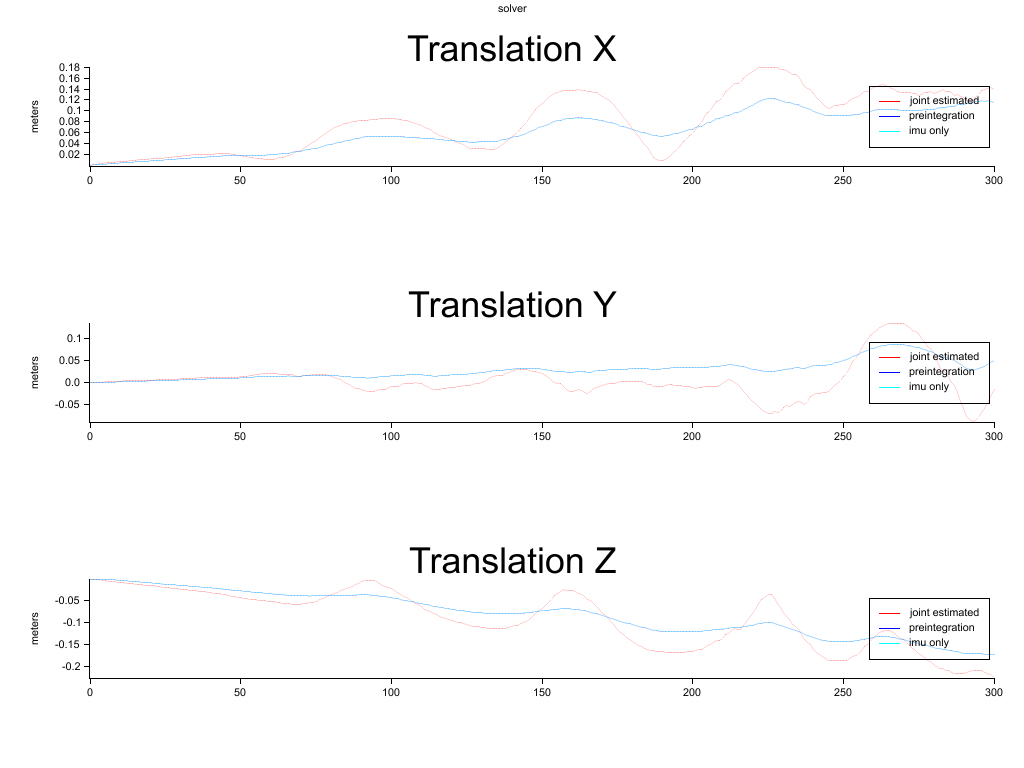 solver
Translation X
meters
0.18
0.16
0.14
0.12
0.1
0.08
0.06
0.04
0.02
0 50 100 150 200 250 300
joint estimated
preintegration
imu only
Translation Y
meters
0.1
0.05
0.0
-0.05
0 50 100 150 200 250 300
joint estimated
preintegration
imu only
Translation Z
meters
-0.05
-0.1
-0.15
-0.2
0 50 100 150 200 250 300
joint estimated
preintegration
imu only